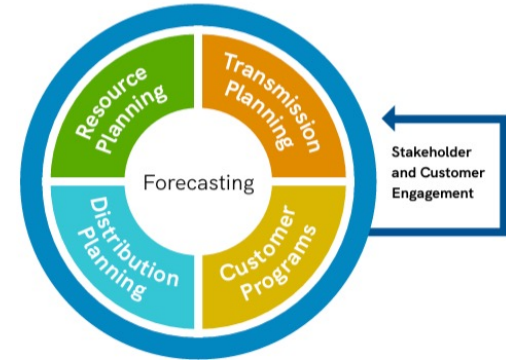 Resource
Planning
Transmission
Planning
Forecasting
Stakeholder
and Customer
Engagement
Distribution
Planning
Customer
Programs